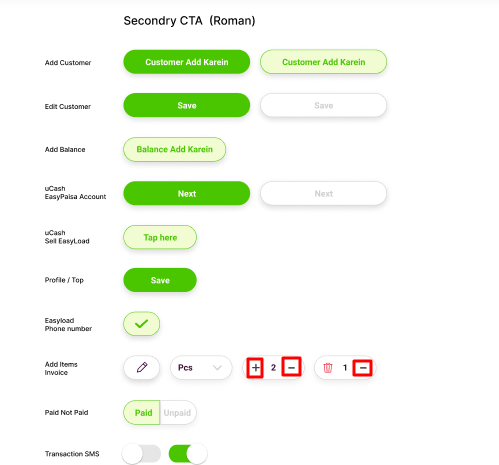 Secondry CTA (Roman)
Add Customer
Customer Add Karein
Customer Add Karein
Edit Customer
Save
Save
Add Balance
Balance Add Karein
uCash
EasyPaisa Account
Next
Next
uCash
Sell EasyLoad
Tap here
Profile / Top
Save
Easyload
Phone number
Add Items
Invoice
Pcs
+ 2 −
1 −
Paid Not Paid
Paid
Unpaid
Transaction SMS